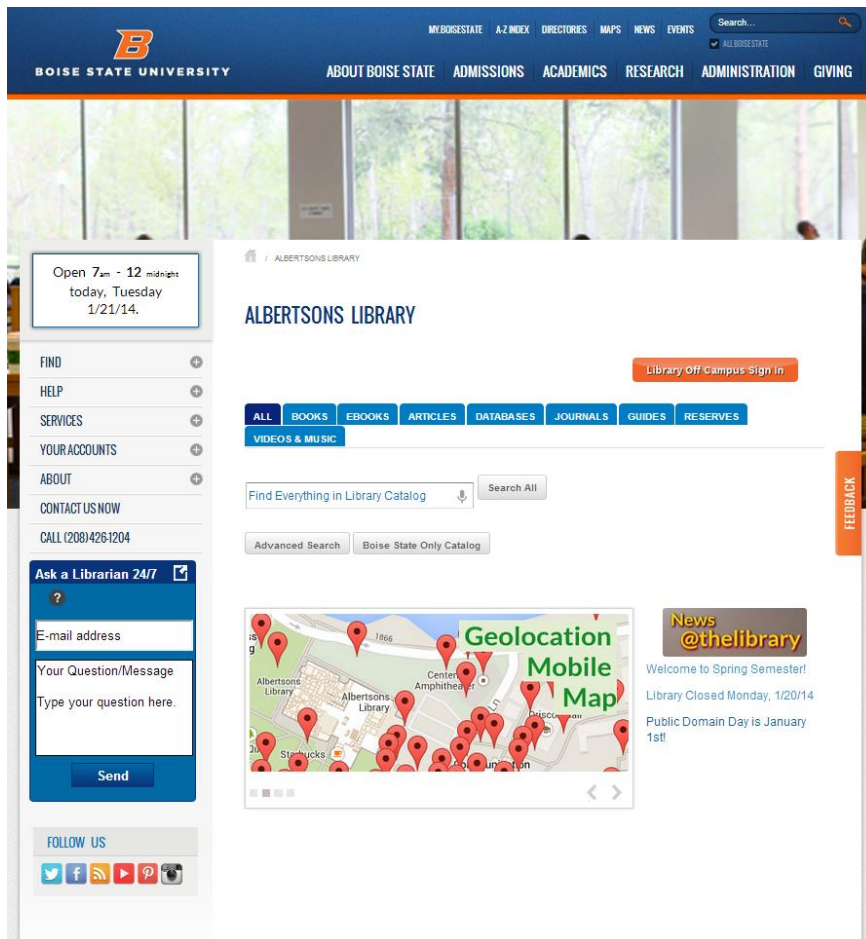 MY.BOISESTATE A-Z INDEX DIRECTORIES MAPS NEWS EVENTS
Search...
ALL BOISE STATE
B
BOISE STATE UNIVERSITY
ABOUT BOISE STATE ADMISSIONS ACADEMICS RESEARCH ADMINISTRATION GIVING
Open 7am - 12 midnight
today, Tuesday
1/21/14.
FIND
HELP
SERVICES
YOUR ACCOUNTS
ABOUT
CONTACT US NOW
CALL (208)426-1204
Ask a Librarian 24/7
?
E-mail address
Your Question/Message
Type your question here.
Send
FOLLOW US
/ ALBERTSONS LIBRARY
ALBERTSONS LIBRARY
Library Off Campus Sign In
ALL BOOKS EBOOKS ARTICLES DATABASES JOURNALS GUIDES RESERVES
VIDEOS & MUSIC
Find Everything in Library Catalog
Search All
Advanced Search Boise State Only Catalog
FEEDBACK
Geolocation
Mobile
Map
1866
Albertsons
Library
Albertsons
Library
Amphitheater
News
@thelibrary
Welcome to Spring Semester!
Library Closed Monday, 1/20/14
Public Domain Day is January
1st!